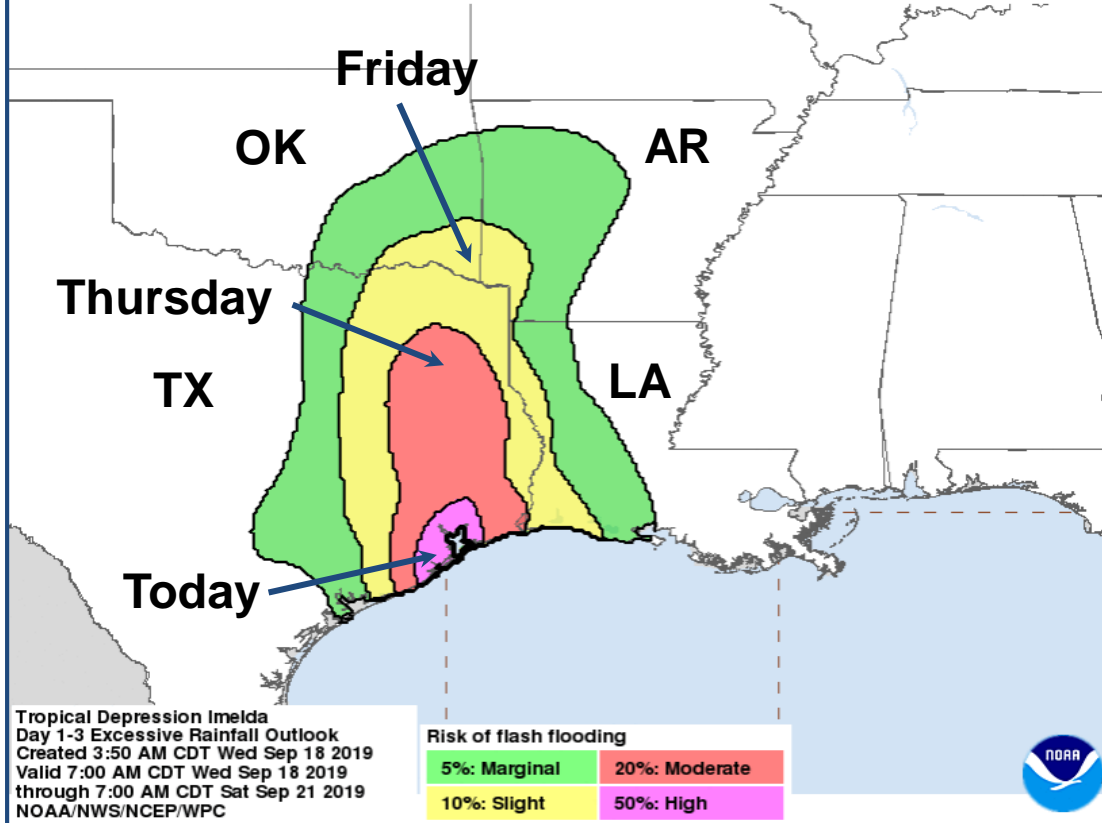 Friday
OK
AR
Thursday
TX
LA
Today
Tropical Depression Imelda
Day 1-3 Excessive Rainfall Outlook
Created 3:50 AM CDT Wed Sep 18 2019
Valid 7:00 AM CDT Wed Sep 18 2019
through 7:00 AM CDT Sat Sep 21 2019
NOAA/NWS/NCEP/WPC
Risk of flash flooding
5%: Marginal
20%: Moderate
10%: Slight
50%: High
NOAA